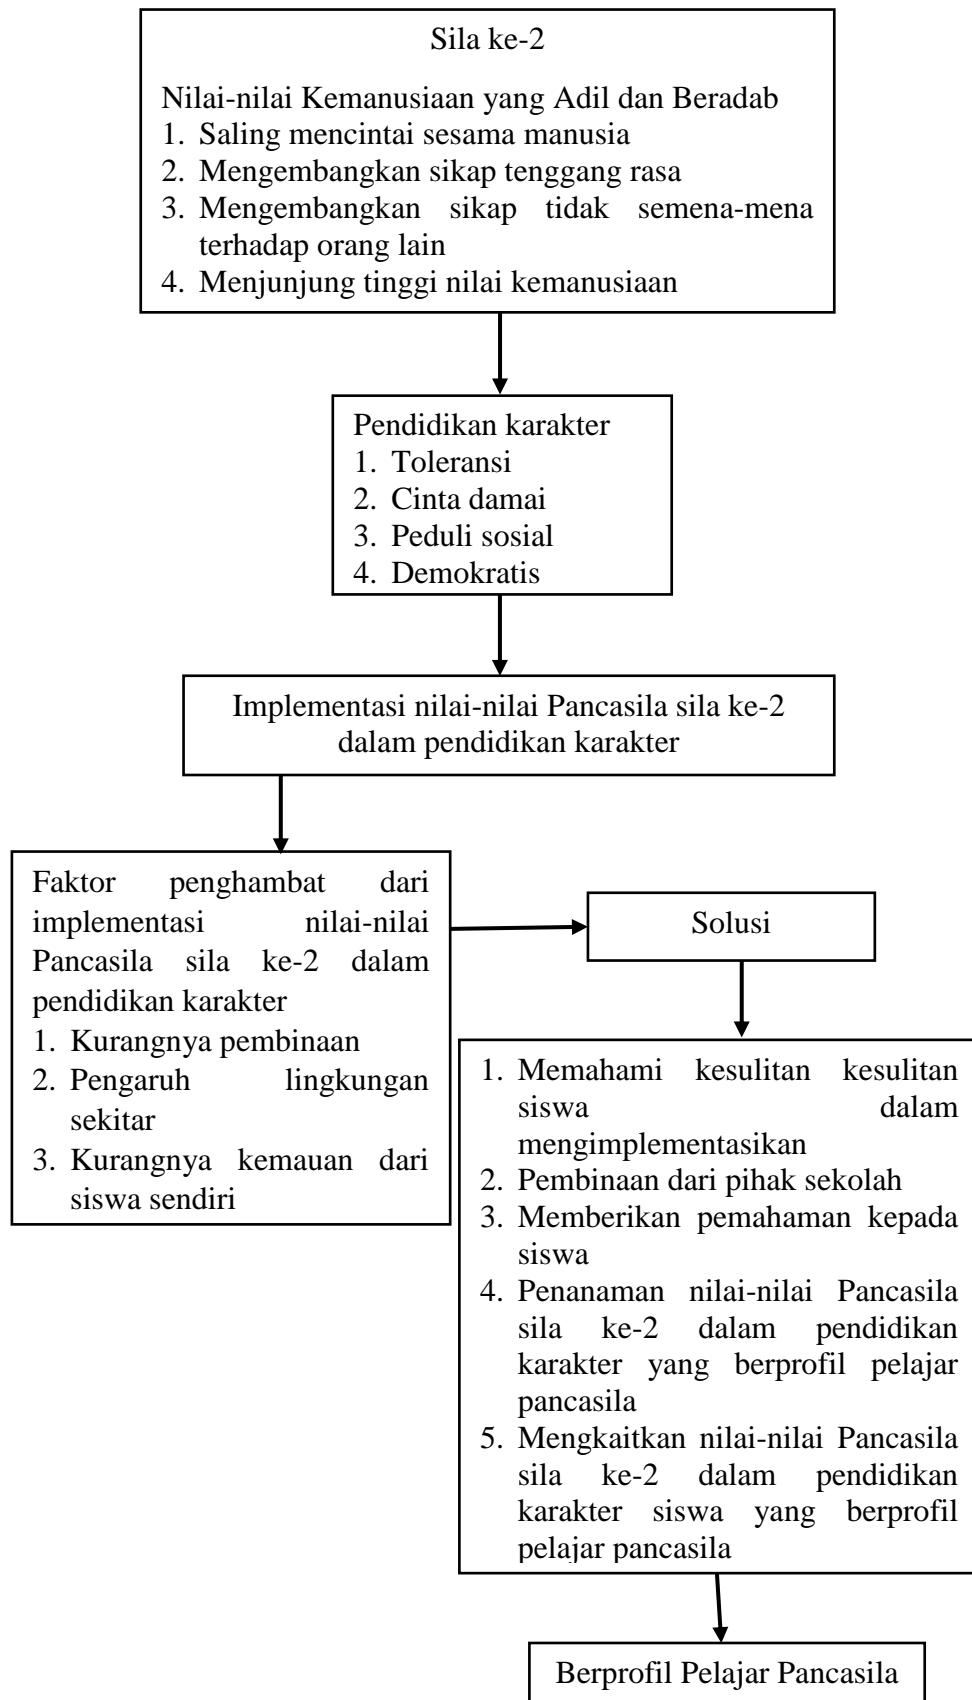 Sila ke-2
Nilai-nilai Kemanusiaan yang Adil dan Beradab
1. Saling mencintai sesama manusia
2. Mengembangkan sikap tenggang rasa
3. Mengembangkan sikap tidak semena-mena
terhadap orang lain
4. Menjunjung tinggi nilai kemanusiaan
Pendidikan karakter
1. Toleransi
2. Cinta damai
3. Peduli sosial
4. Demokratis
Implementasi nilai-nilai Pancasila sila ke-2
dalam pendidikan karakter
Faktor penghambat dari
implementasi nilai-nilai
Pancasila sila ke-2 dalam
pendidikan karakter
1. Kurangnya pembinaan
2. Pengaruh lingkungan
sekitar
3. Kurangnya kemauan dari
siswa sendiri
Solusi
1. Memahami kesulitan kesulitan
siswa dalam
mengimplementasikan
2. Pembinaan dari pihak sekolah
3. Memberikan pemahaman kepada
siswa
4. Penanaman nilai-nilai Pancasila
sila ke-2 dalam pendidikan
karakter yang berprofil pelajar
pancasila
5. Mengkaitkan nilai-nilai Pancasila
sila ke-2 dalam pendidikan
karakter siswa yang berprofil
pelajar pancasila
Berprofil Pelajar Pancasila